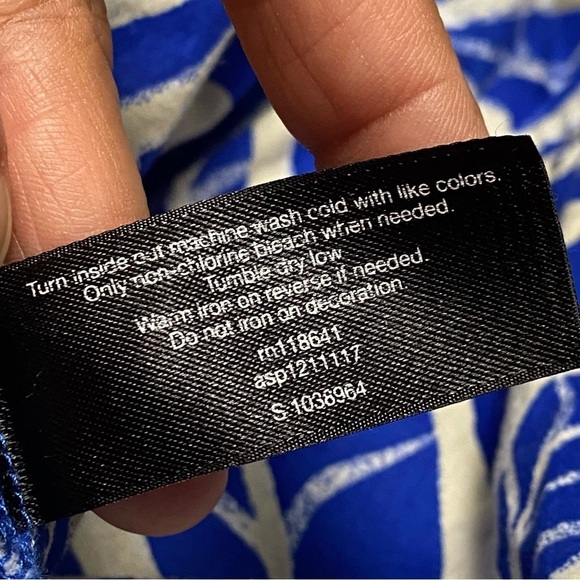 Turn inside out machine wash cold with like colors.
Only non-chlorine bleach when needed.
Tumble dry low
Warm iron on reverse if needed.
Do not iron on decoration
rn118641
asp1211117
S 1036964